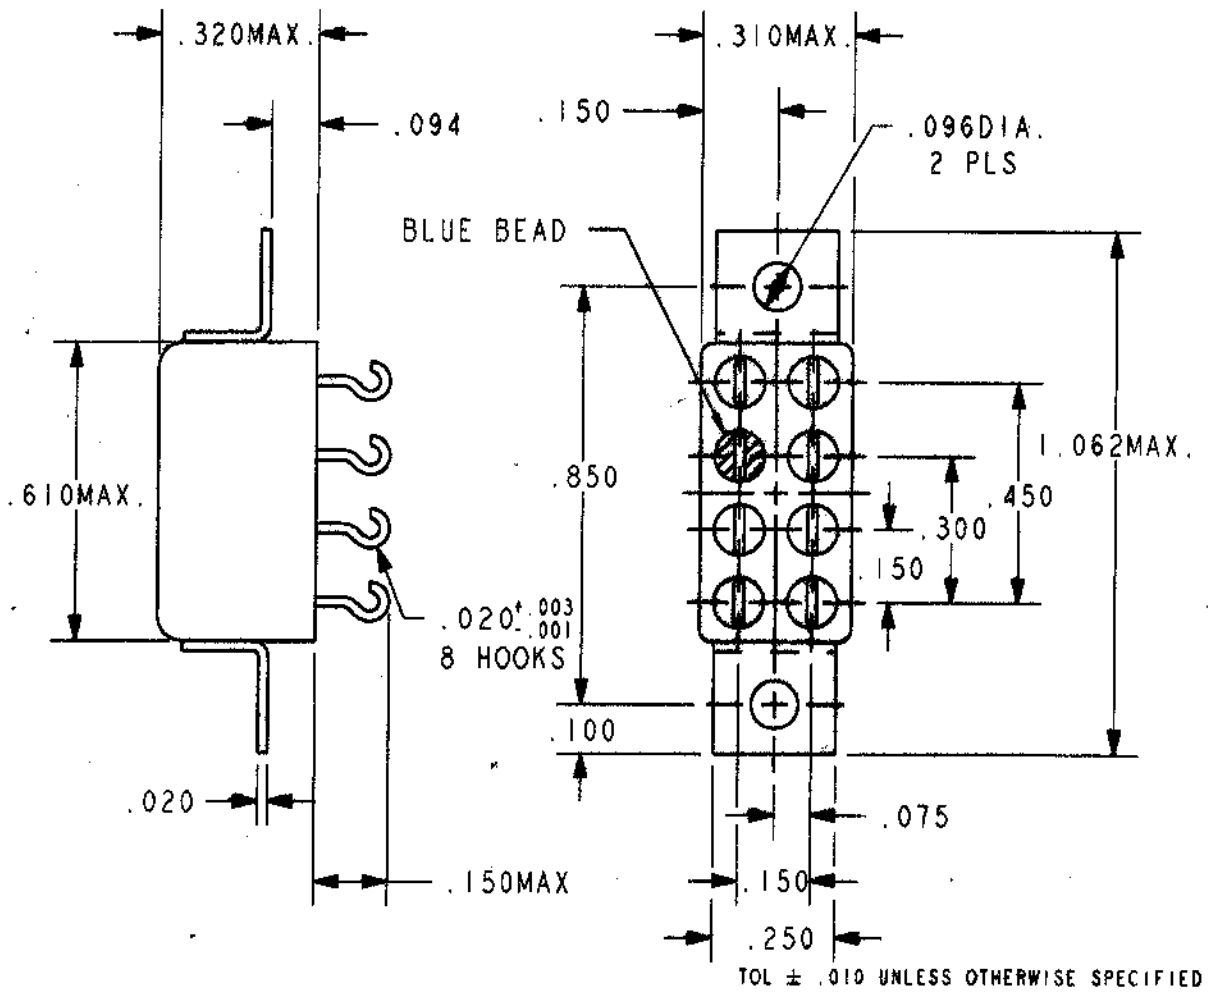 .320MAX.
.310MAX.
.094
.150
.096DIA.
2 PLS
BLUE BEAD
.610MAX.
.850
1.062MAX.
.450
.300
.150
.020 +.003 -.001
8 HOOKS
.100
.020
.075
.150MAX
.150
.250
TOL ± .010 UNLESS OTHERWISE SPECIFIED